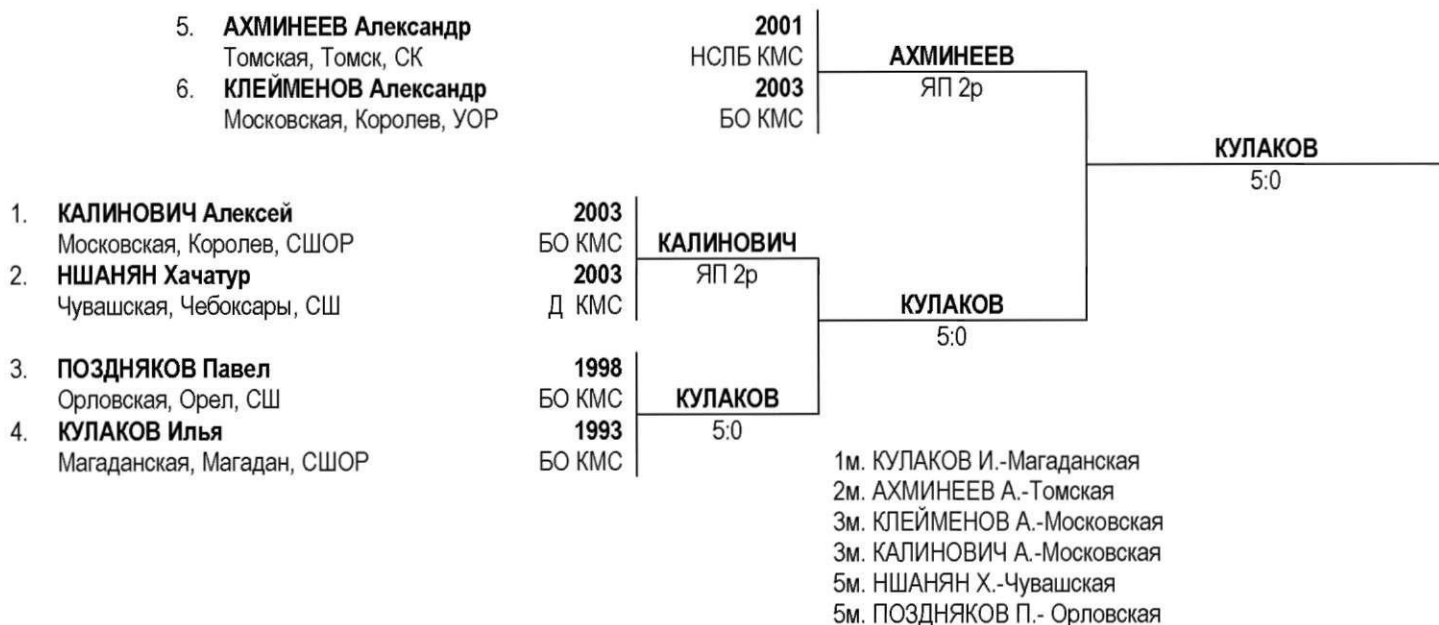 5. АХМИНЕЕВ Александр 2001
Томская, Томск, СК НСЛБ КМС
АХМИНЕЕВ
ЯП 2р
6. КЛЕЙМЕНОВ Александр 2003
Московская, Королев, УОР БО КМС
КУЛАКОВ
5:0
1. КАЛИНОВИЧ Алексей 2003
Московская, Королев, СШОР БО КМС
КАЛИНОВИЧ
ЯП 2р
2. НШАНЯН Хачатур 2003
Чувашская, Чебоксары, СШ Д КМС
КУЛАКОВ
5:0
3. ПОЗДНЯКОВ Павел 1998
Орловская, Орел, СШ БО КМС
КУЛАКОВ
5:0
4. КУЛАКОВ Илья 1993
Магаданская, Магадан, СШОР БО КМС
1м. КУЛАКОВ И.-Магаданская
2м. АХМИНЕЕВ А.-Томская
3м. КЛЕЙМЕНОВ А.-Московская
3м. КАЛИНОВИЧ А.-Московская
5м. НШАНЯН Х.-Чувашская
5м. ПОЗДНЯКОВ П.- Орловская